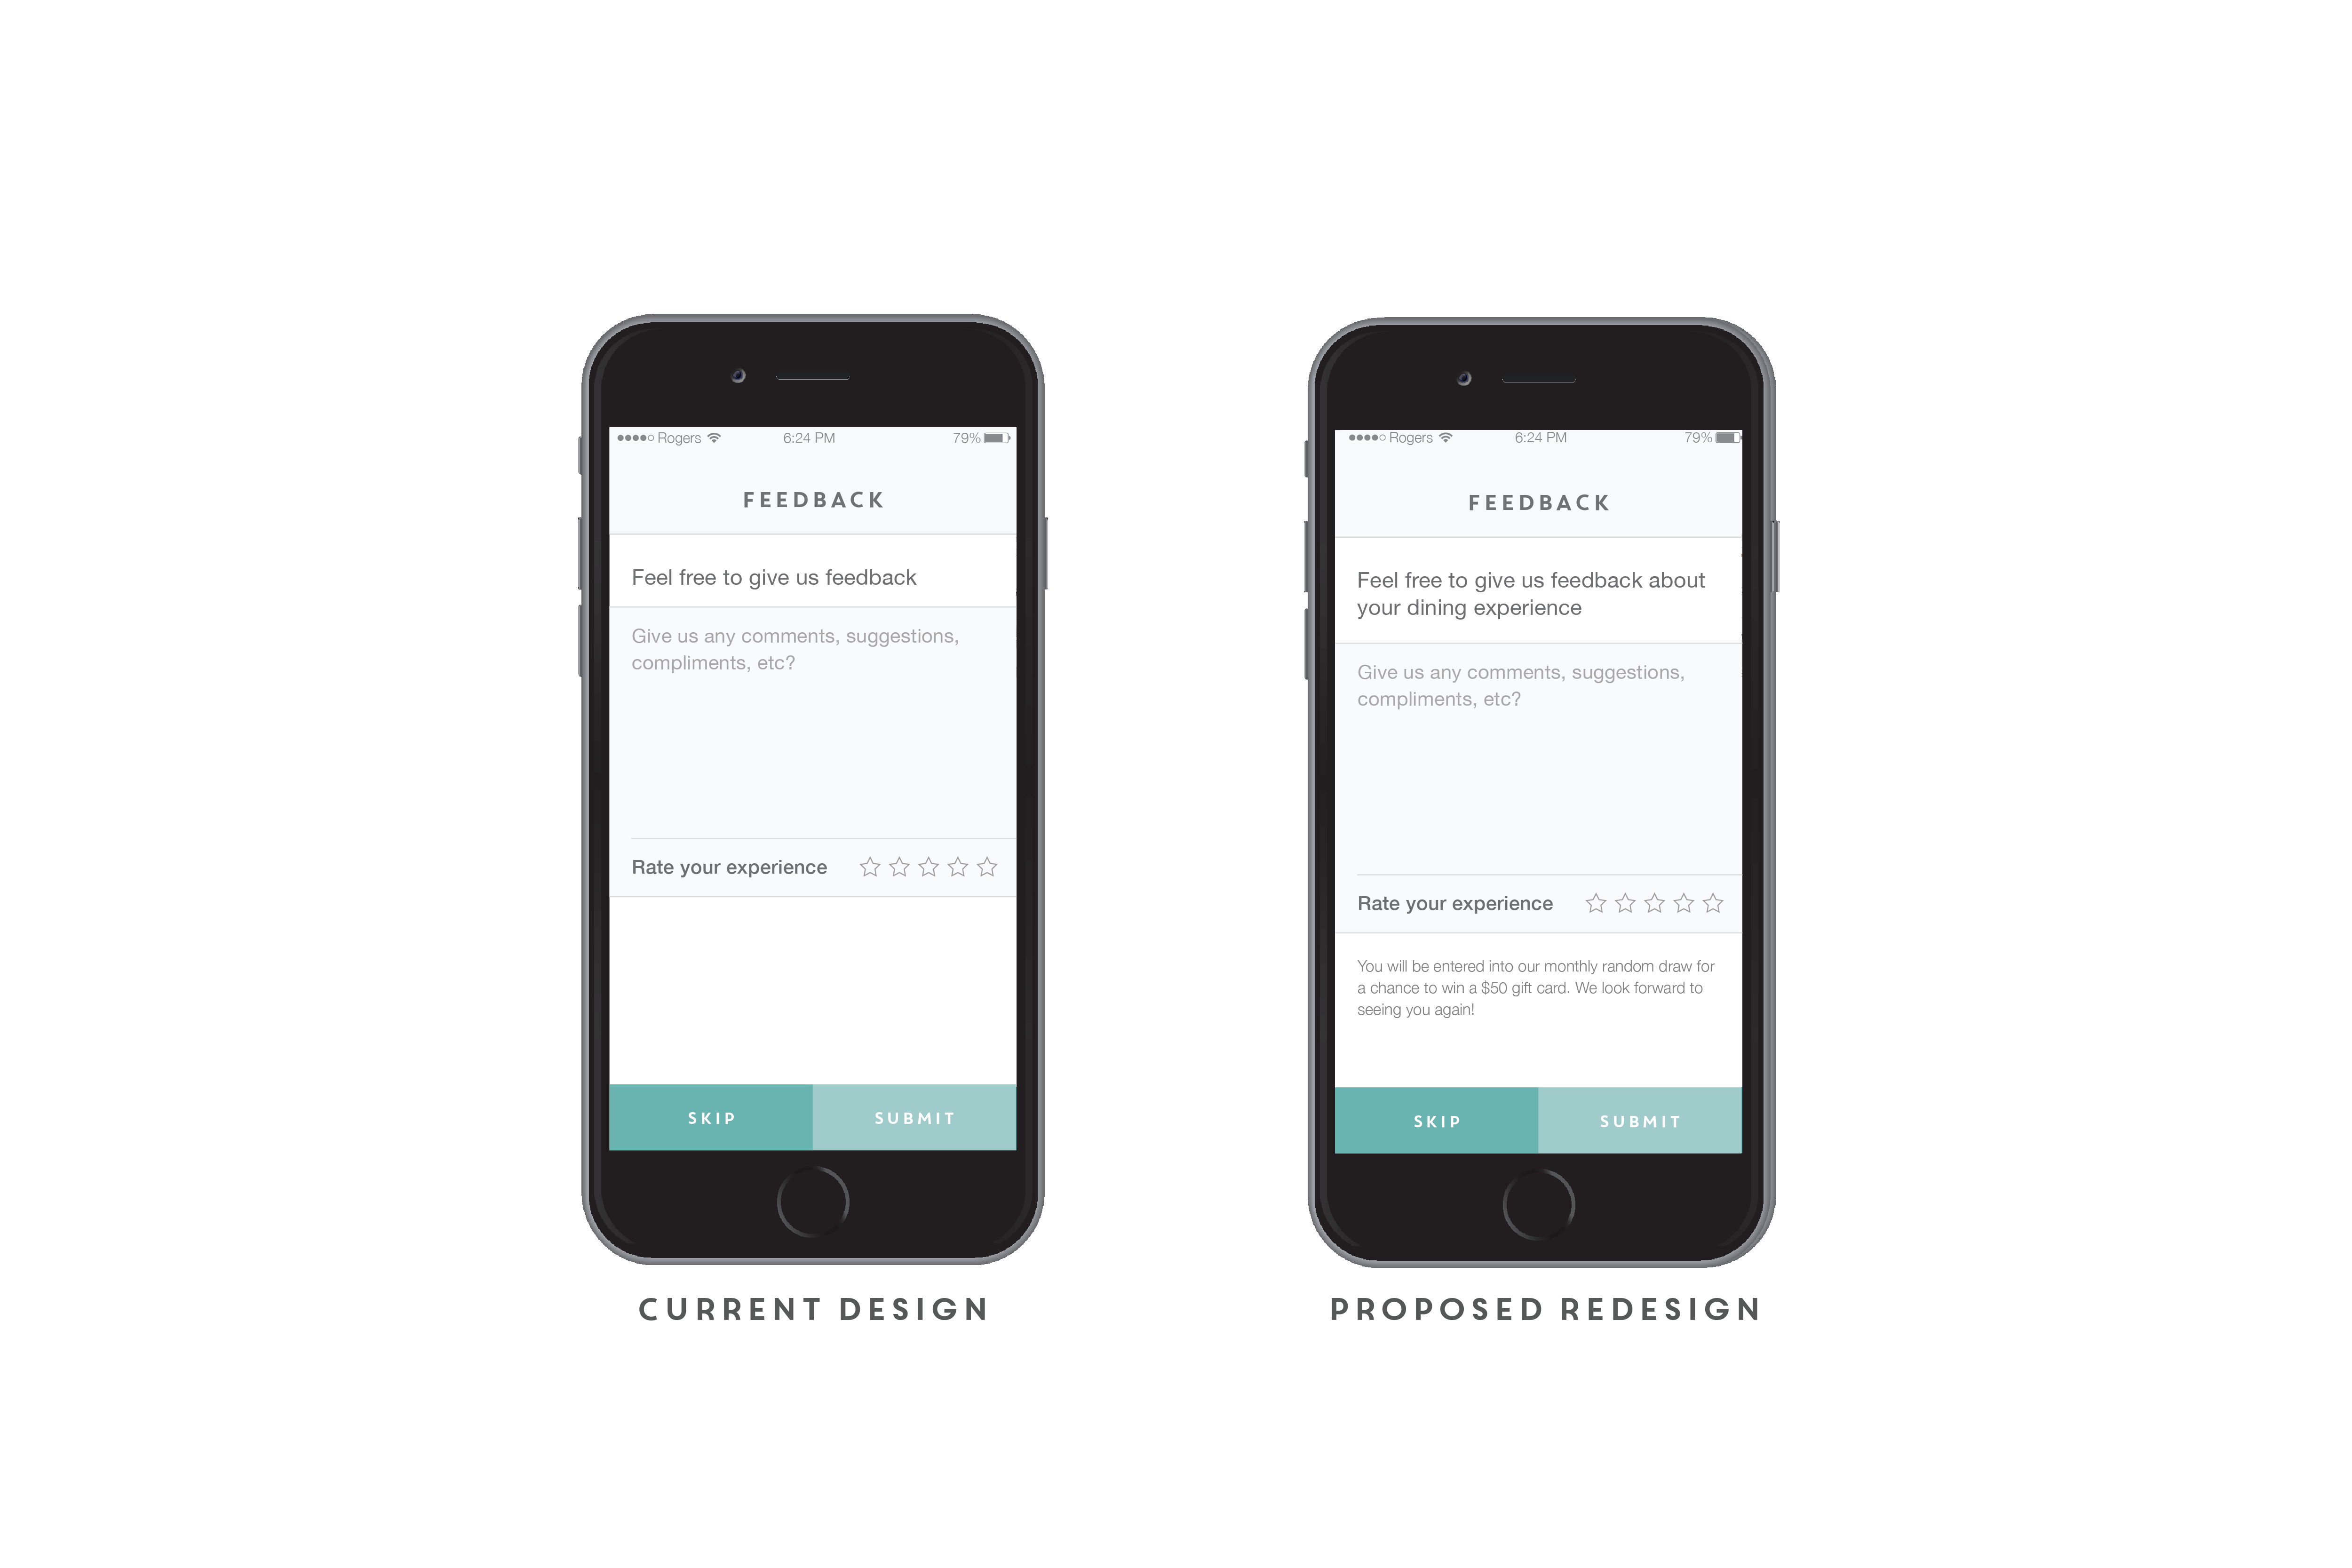 Rogers 6:24 PM 79%
FEEDBACK
Feel free to give us feedback
Give us any comments, suggestions,
compliments, etc?
Rate your experience
SKIP SUBMIT
CURRENT DESIGN
Rogers 6:24 PM 79%
FEEDBACK
Feel free to give us feedback about
your dining experience
Give us any comments, suggestions,
compliments, etc?
Rate your experience
You will be entered into our monthly random draw for
a chance to win a $50 gift card. We look forward to
seeing you again!
SKIP SUBMIT
PROPOSED REDESIGN